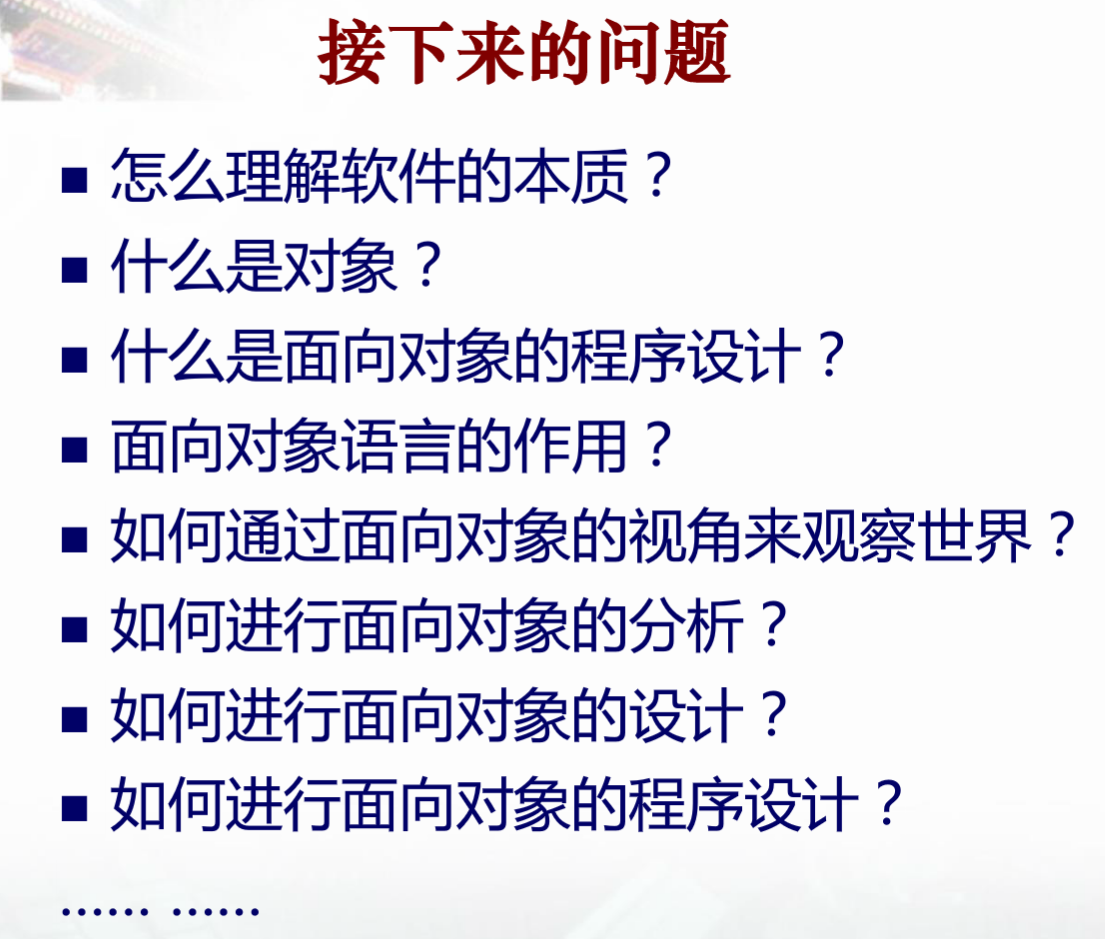 接下来的问题
■ 怎么理解软件的本质？
■ 什么是对象？
■ 什么是面向对象的程序设计？
■ 面向对象语言的作用？
■ 如何通过面向对象的视角来观察世界？
■ 如何进行面向对象的分析？
■ 如何进行面向对象的设计？
■ 如何进行面向对象的程序设计？
…… ……